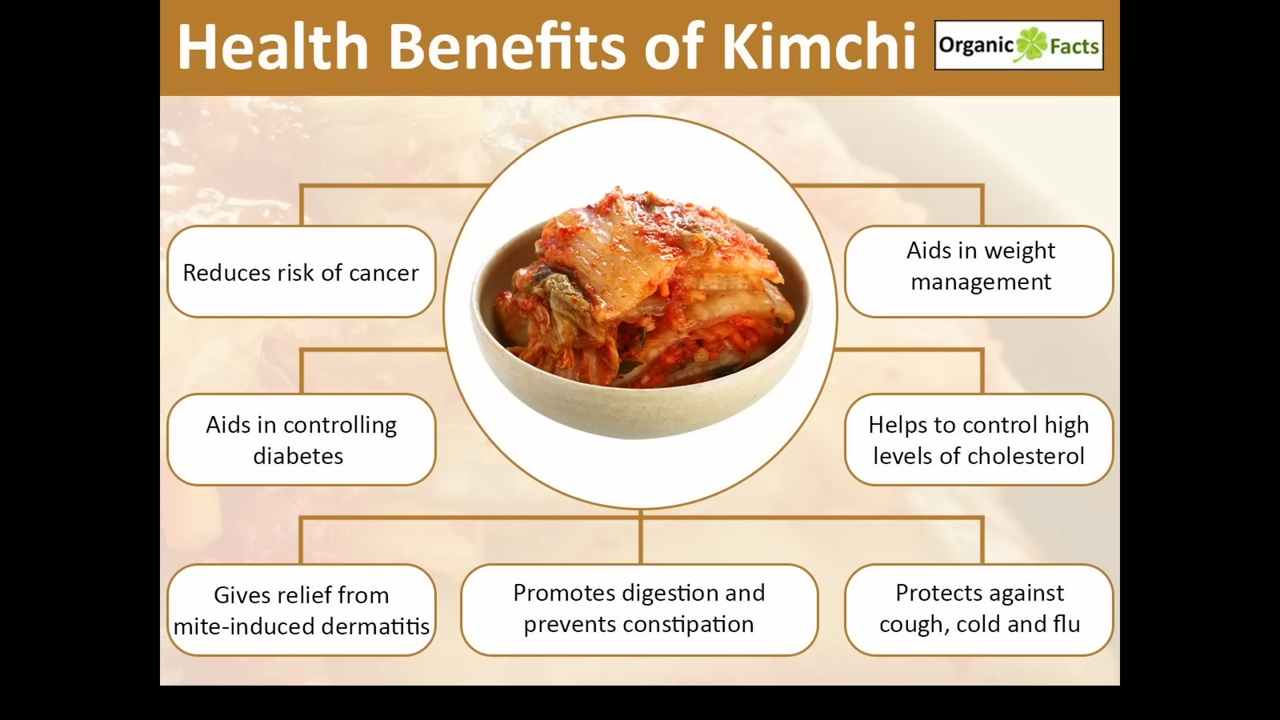 Health Benefits of Kimchi
Organic Facts
Reduces risk of cancer
Aids in weight
management
Aids in controlling
diabetes
Helps to control high
levels of cholesterol
Gives relief from
mite-induced dermatitis
Promotes digestion and
prevents constipation
Protects against
cough, cold and flu